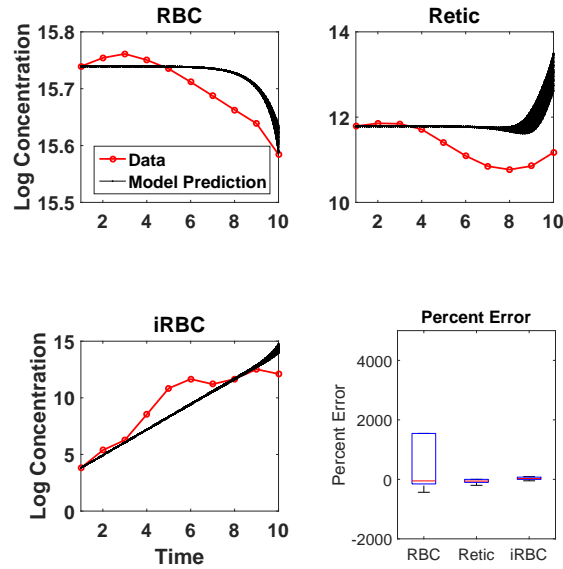 RBC
Log Concentration
15.8
15.7
15.6
15.5
2 4 6 8 10
Data
Model Prediction
Retic
14
12
10
2 4 6 8 10
iRBC
Log Concentration
15
10
5
0
2 4 6 8 10
Time
Percent Error
Percent Error
4000
2000
0
-2000
RBC Retic iRBC